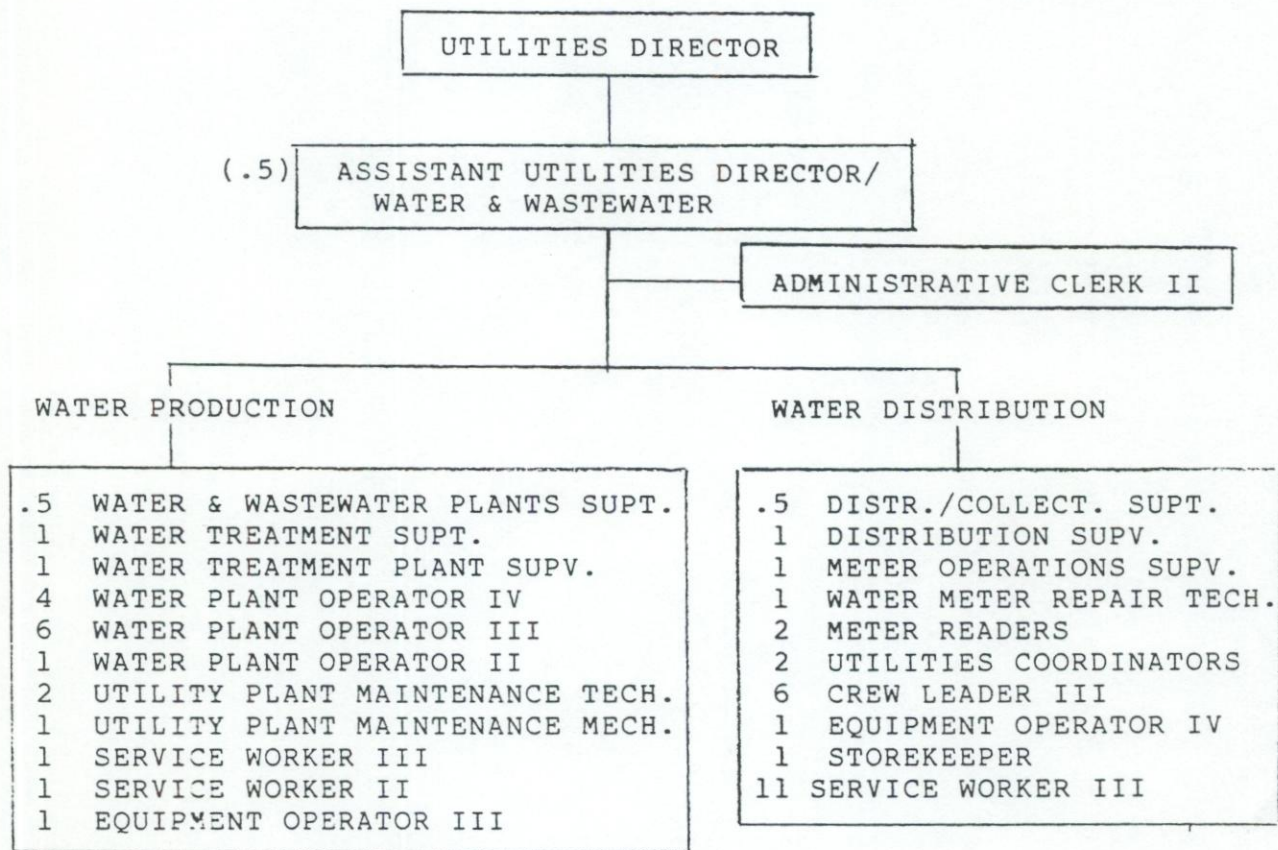 UTILITIES DIRECTOR
(.5) ASSISTANT UTILITIES DIRECTOR/
WATER & WASTEWATER
ADMINISTRATIVE CLERK II
WATER PRODUCTION
.5 WATER & WASTEWATER PLANTS SUPT.
1 WATER TREATMENT SUPT.
1 WATER TREATMENT PLANT SUPV.
4 WATER PLANT OPERATOR IV
6 WATER PLANT OPERATOR III
1 WATER PLANT OPERATOR II
2 UTILITY PLANT MAINTENANCE TECH.
1 UTILITY PLANT MAINTENANCE MECH.
1 SERVICE WORKER III
1 SERVICE WORKER II
1 EQUIPMENT OPERATOR III
WATER DISTRIBUTION
.5 DISTR./COLLECT. SUPT.
1 DISTRIBUTION SUPV.
1 METER OPERATIONS SUPV.
1 WATER METER REPAIR TECH.
2 METER READERS
2 UTILITIES COORDINATORS
6 CREW LEADER III
1 EQUIPMENT OPERATOR IV
1 STOREKEEPER
11 SERVICE WORKER III